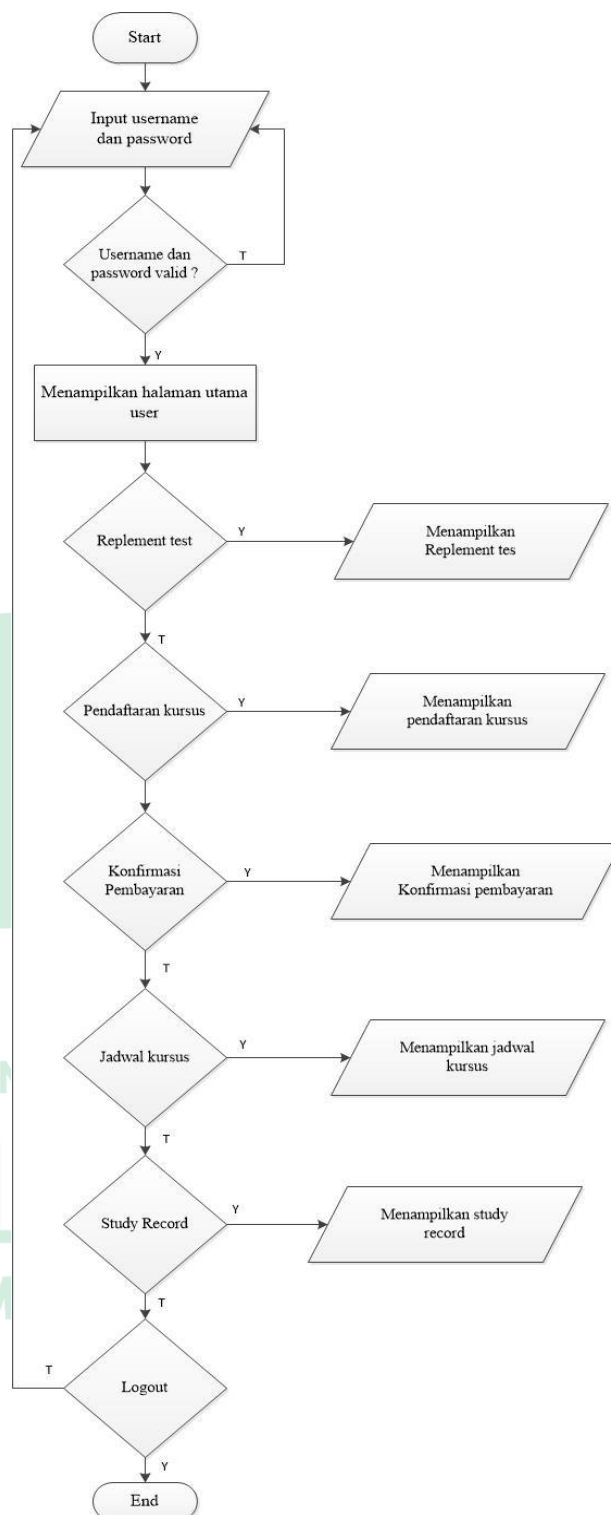 Start
Input username
dan password
Username dan
password valid ?
T
Y
Menampilkan halaman utama
user
Replement test
Y
Menampilkan
Replement tes
T
Pendaftaran kursus
Y
Menampilkan
pendaftaran kursus
Konfirmasi
Pembayaran
Y
Menampilkan
Konfirmasi pembayaran
T
Jadwal kursus
Y
Menampilkan jadwal
kursus
T
Study Record
Y
Menampilkan study
record
T
Logout
T
Y
End